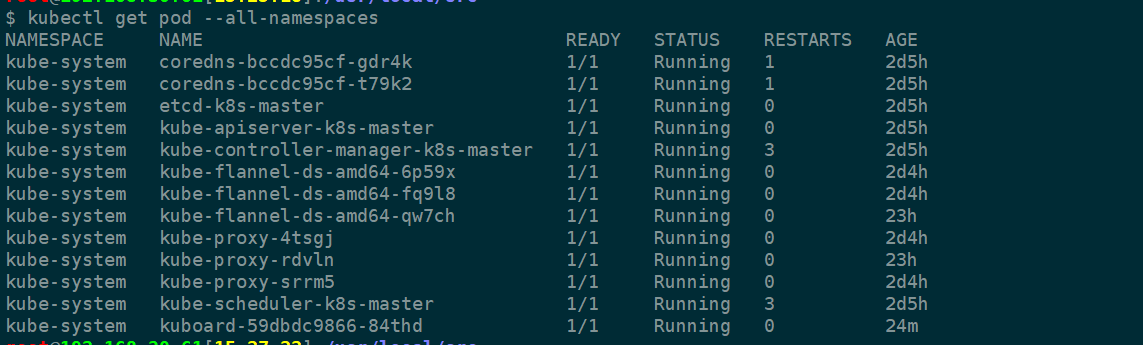 $ kubectl get pod --all-namespaces
NAMESPACE NAME READY STATUS RESTARTS AGE
kube-system coredns-bccdc95cf-gdr4k 1/1 Running 1 2d5h
kube-system coredns-bccdc95cf-t79k2 1/1 Running 1 2d5h
kube-system etcd-k8s-master 1/1 Running 0 2d5h
kube-system kube-apiserver-k8s-master 1/1 Running 0 2d5h
kube-system kube-controller-manager-k8s-master 1/1 Running 3 2d5h
kube-system kube-flannel-ds-amd64-6p59x 1/1 Running 0 2d4h
kube-system kube-flannel-ds-amd64-fq9l8 1/1 Running 0 2d4h
kube-system kube-flannel-ds-amd64-qw7ch 1/1 Running 0 23h
kube-system kube-proxy-4tsgj 1/1 Running 0 2d4h
kube-system kube-proxy-rdvln 1/1 Running 0 23h
kube-system kube-proxy-srrm5 1/1 Running 0 2d4h
kube-system kube-scheduler-k8s-master 1/1 Running 3 2d5h
kube-system kuboard-59dbdc9866-84thd 1/1 Running 0 24m